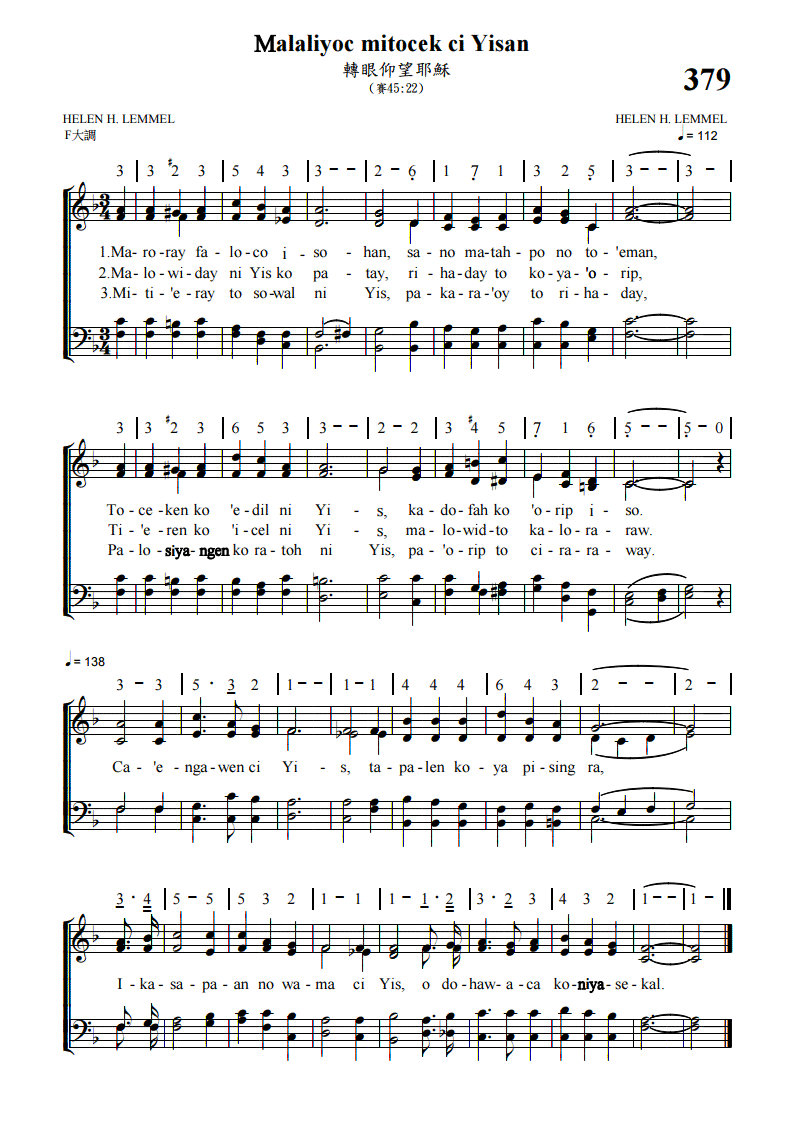 Malaliyoc mitocek ci Yisan
轉眼仰望耶穌
（賽45:22）
379
HELEN H. LEMMEL
HELEN H. LEMMEL
F大調
♩= 112
3 | 3 #2 3 | 5 4 3 | 3 – – | 2 – 6̣ | 1 7̣ 1 | 3 2 5̣ | 3 – – | 3 –
1.Ma- ro-ray fa-lo-co i - so - han, sa - no ma-tah- po no to- 'eman,
2.Ma-lo-wi-day ni Yis ko pa - tay, ri - ha-day to ko-ya-'o - rip,
3.Mi-ti-'e-ray to so-wal ni Yis, pa - ka-ra-'oy to ri-ha- day,
3 | 3 #2 3 | 6 5 3 | 3 – – | 2 – 2 | 3 #4 5 | 7̣ 1 6̣ | 5̣ – – | 5̣ – 0
To-ce-ken ko 'e-dil ni Yi - s, ka-do-fah ko 'o-rip i - so.
Ti-'e-ren ko 'i-cel ni Yi - s, ma-lo-wid-to ka-lo-ra-raw.
Pa-lo-siya-ngen ko ra-toh ni Yis, pa-'o-rip to ci-ra-ra-way.
♩= 138
3 – 3 | 5 · 3 2 | 1 – – | 1 – 1 | 4 4 4 | 6 4 3 | 2 – – | 2 –
Ca-'e-nga-wen ci Yi - s, ta-pa-len ko-ya pi-sing ra,
3 · 4 | 5 – 5 | 5 3 2 | 1 – 1 | 1 – 1 · 2 | 3 · 2 3 | 4 3 2 | 1 – – | 1 –
I-ka-sa-pa-an no wa-ma ci Yis, o do-haw-a-ca ko-niya-sekal.